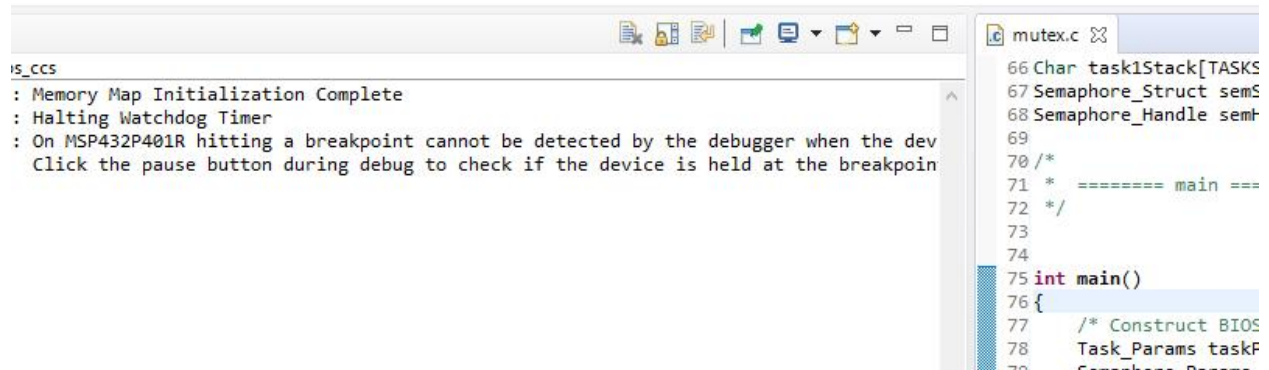 mutex.c
s_ccs
: Memory Map Initialization Complete
: Halting Watchdog Timer
: On MSP432P401R hitting a breakpoint cannot be detected by the debugger when the dev
Click the pause button during debug to check if the device is held at the breakpoin
66 Char task1Stack[TASKS
67 Semaphore_Struct semS
68 Semaphore_Handle semH
69
70 /*
71 * ======== main ===
72 */
73
74
75 int main()
76 {
77 /* Construct BIOS
78 Task_Params taskP
79 Semaphore_Params